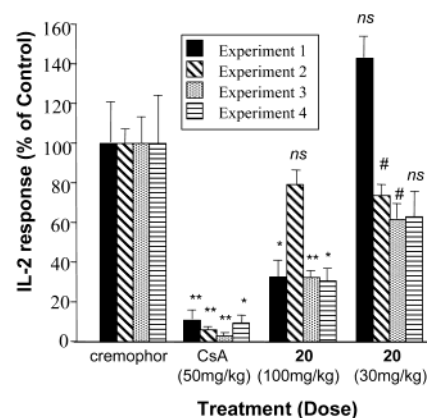 IL-2 response (% of Control)
160
140
120
100
80
60
40
20
0
Experiment 1
Experiment 2
Experiment 3
Experiment 4
** ** ** *
* ns ** *
ns # # ns
cremophor CsA 20 20
(50mg/kg) (100mg/kg) (30mg/kg)
Treatment (Dose)